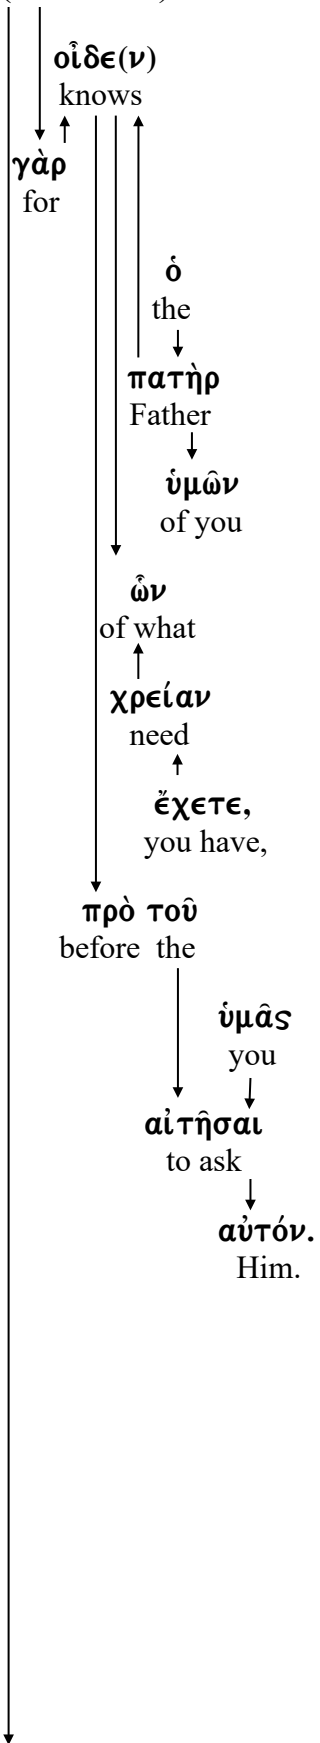 οἶδε(ν)
knows
γὰρ
for
ὁ
the
πατὴρ
Father
ὑμῶν
of you
ὧν
of what
χρείαν
need
ἔχετε,
you have,
πρὸ τοῦ
before the
ὑμᾶς
you
αἰτῆσαι
to ask
αὐτόν.
Him.